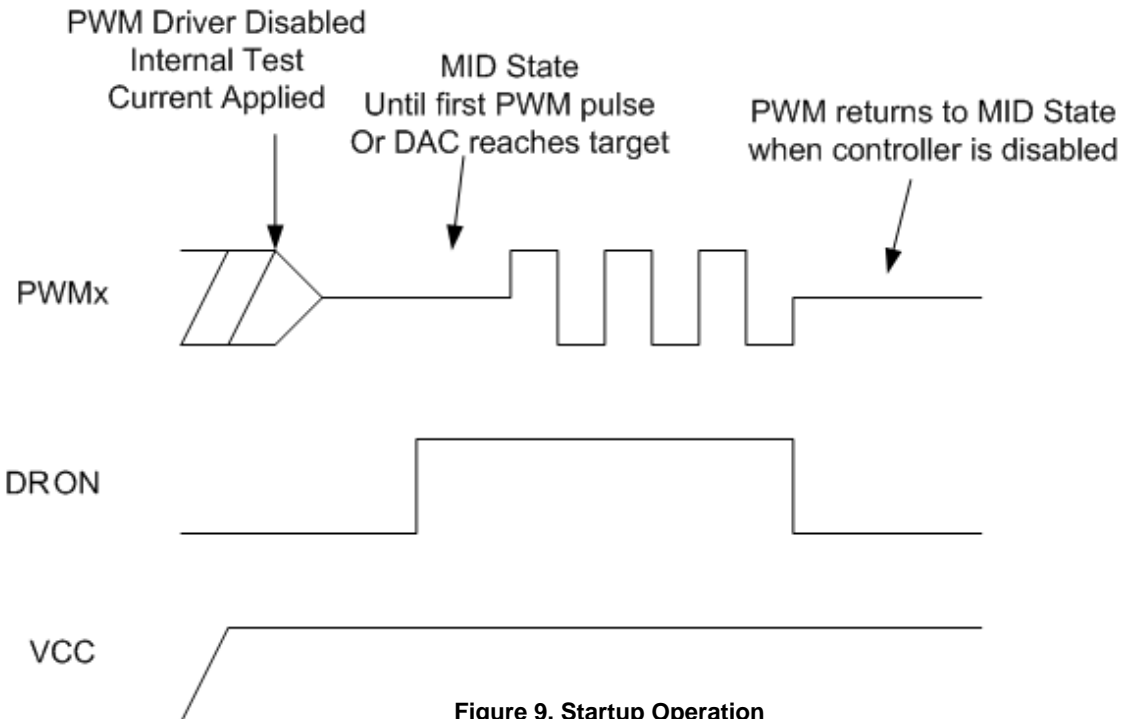 PWM Driver Disabled
Internal Test
Current Applied
MID State
Until first PWM pulse
Or DAC reaches target
PWM returns to MID State
when controller is disabled
PWMx
DRON
VCC
Figure 9. Startup Operation